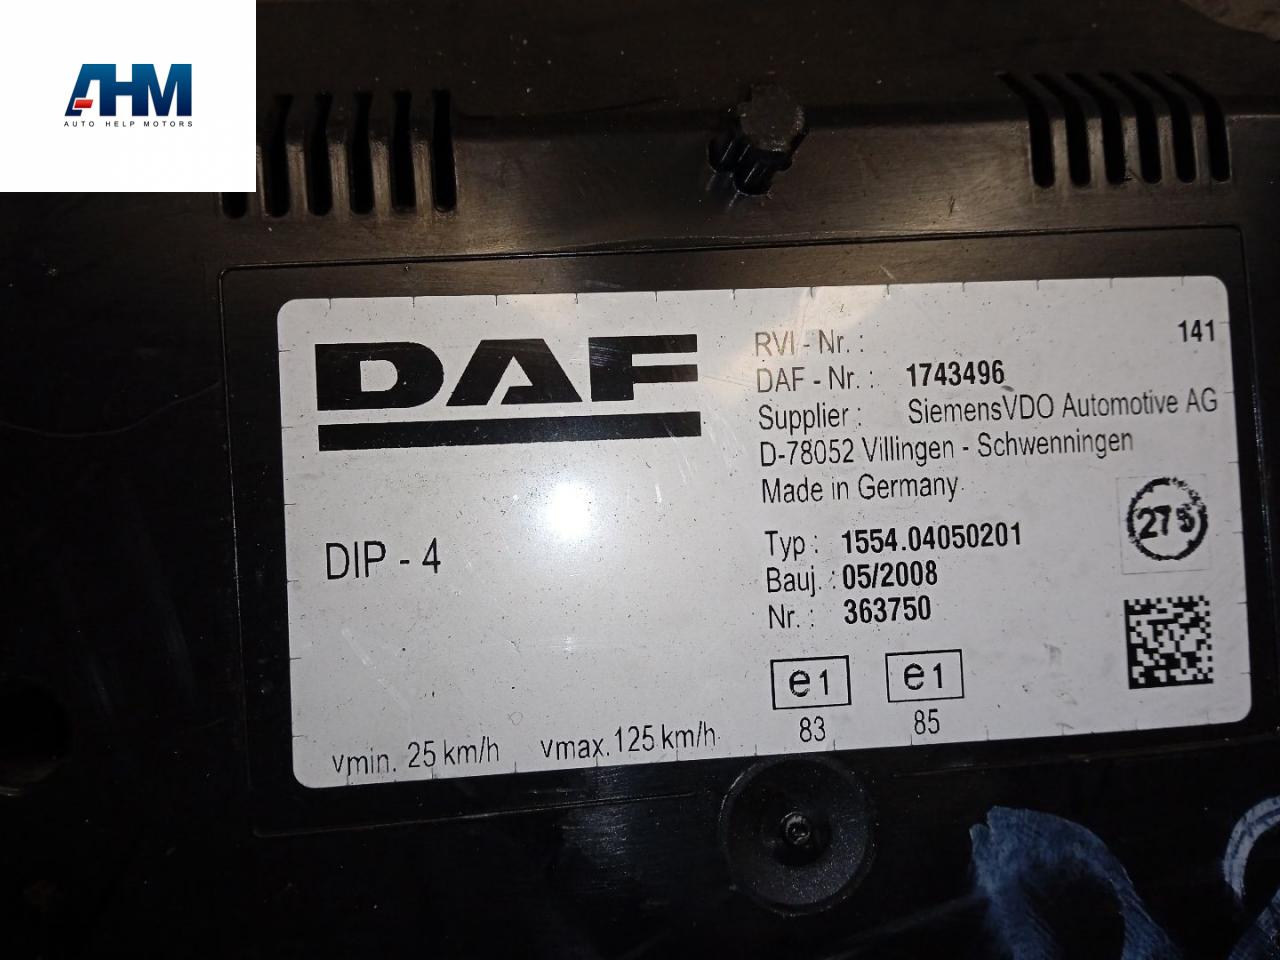 AHM
AUTO HELP MOTORS
141
RVI - Nr. :
DAF
DAF - Nr. : 1743496
Supplier : SiemensVDO Automotive AG
D-78052 Villingen - Schwenningen
Made in Germany
DIP - 4
Typ : 1554.04050201
Bauj. : 05/2008
Nr. : 363750
e1 e1
83 85
vmin. 25 km/h vmax. 125 km/h